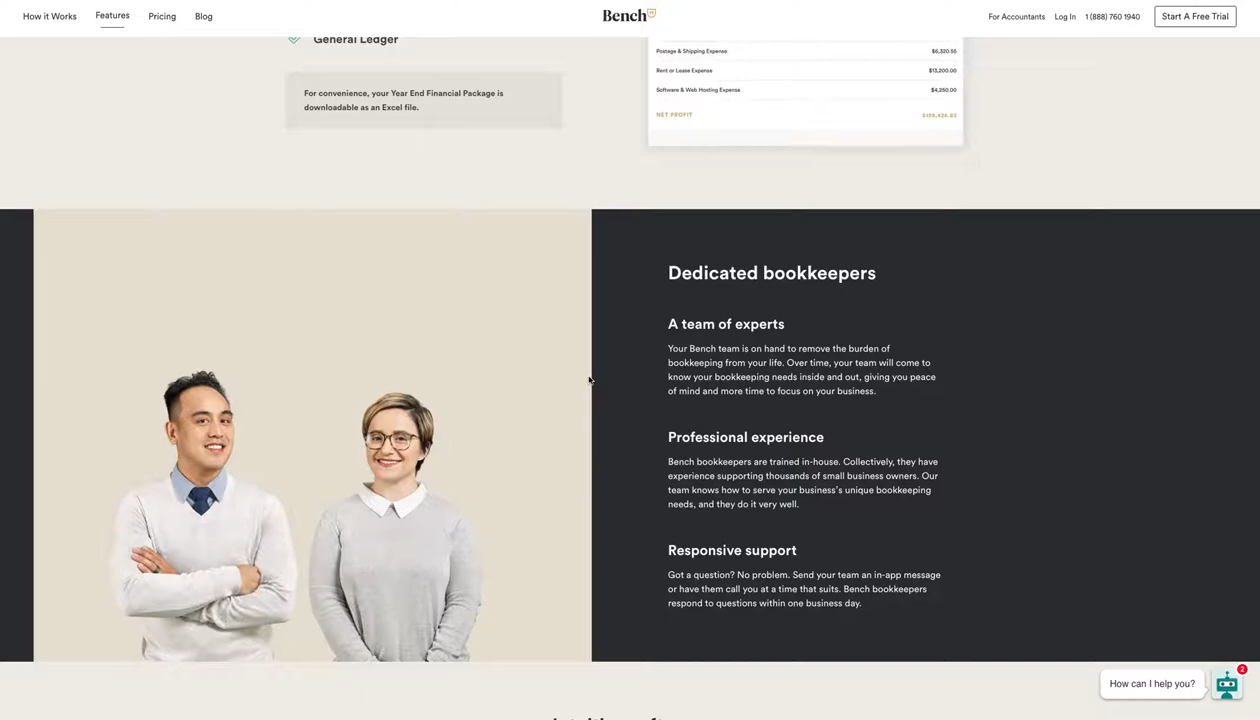 How it Works
Features
Pricing
Blog
Bench
For Accountants
Log In
1 (888) 760 1940
Start A Free Trial
General Ledger
For convenience, your Year End Financial Package is
downloadable as an Excel file.
Postage & Shipping Expense $6,320.55
Rent or Lease Expense $13,200.00
Software & Web Hosting Expense $4,250.00
NET PROFIT
Dedicated bookkeepers
A team of experts
Your Bench team is on hand to remove the burden of
bookkeeping from your life. Over time, your team will come to
know your bookkeeping needs inside and out, giving you peace
of mind and more time to focus on your business.
Professional experience
Bench bookkeepers are trained in-house. Collectively, they have
experience supporting thousands of small business owners. Our
team knows how to serve your business's unique bookkeeping
needs, and they do it very well.
Responsive support
Got a question? No problem. Send your team an in-app message
or have them call you at a time that suits. Bench bookkeepers
respond to questions within one business day.
How can I help you?
2